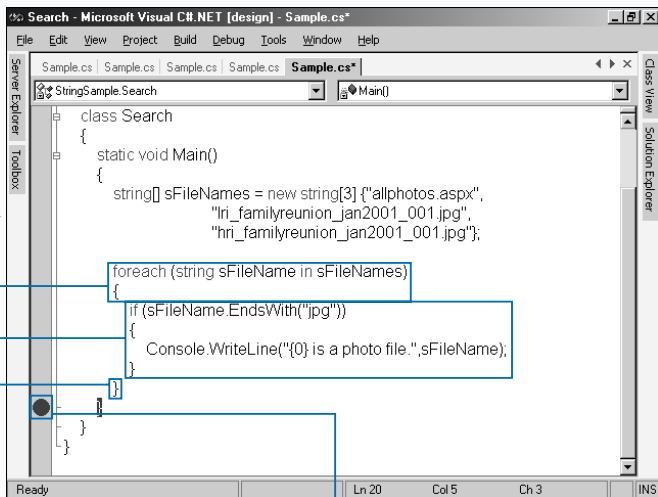 Search - Microsoft Visual C#.NET [design] - Sample.cs*
File Edit View Project Build Debug Tools Window Help
Sample.cs Sample.cs Sample.cs Sample.cs Sample.cs*
StringSample.Search Main()
Server Explorer
Toolbox
Class View
Solution Explorer
class Search
{
static void Main()
{
string[] sFileNames = new string[3] {"allphotos.aspx",
"lri_familyreunion_jan2001_001.jpg",
"hri_familyreunion_jan2001_001.jpg"};
foreach (string sFileName in sFileNames)
{
if (sFileName.EndsWith("jpg"))
{
Console.WriteLine("{0} is a photo file.",sFileName);
}
}
}
}
}
Ready Ln 20 Col 5 Ch 3 INS